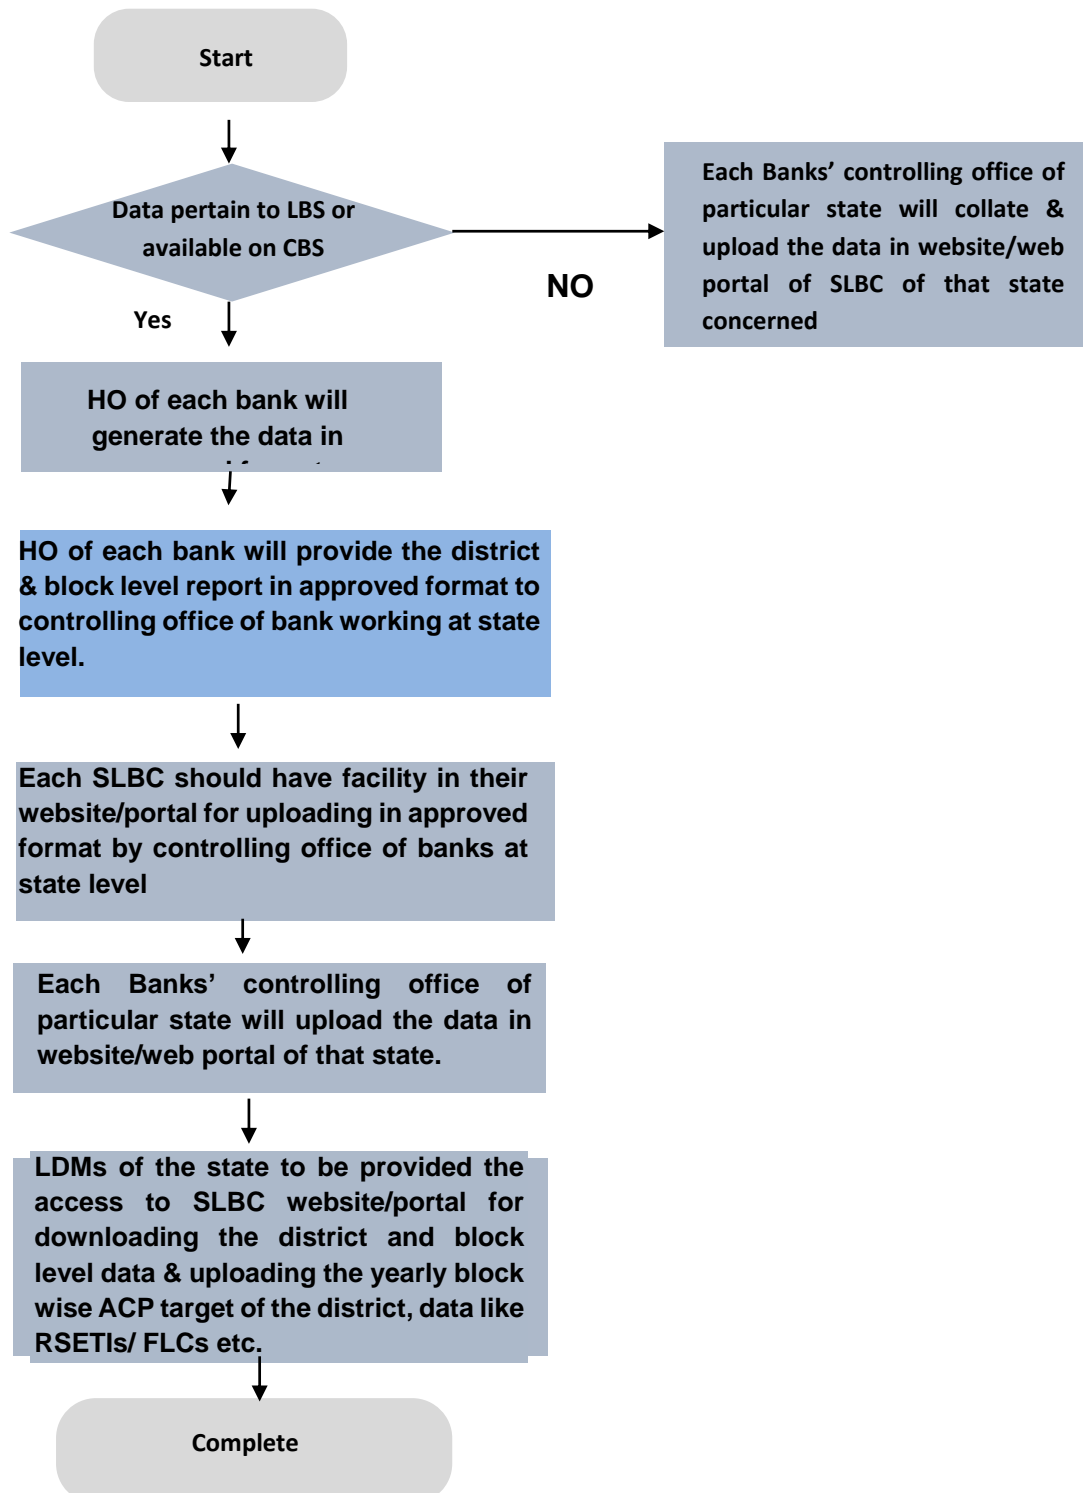 Start
Data pertain to LBS or
available on CBS
NO
Each Banks’ controlling office of
particular state will collate &
upload the data in website/web
portal of SLBC of that state
concerned
Yes
HO of each bank will
generate the data in
HO of each bank will provide the district
& block level report in approved format to
controlling office of bank working at state
level.
Each SLBC should have facility in their
website/portal for uploading in approved
format by controlling office of banks at
state level
Each Banks’ controlling office of
particular state will upload the data in
website/web portal of that state.
LDMs of the state to be provided the
access to SLBC website/portal for
downloading the district and block
level data & uploading the yearly block
wise ACP target of the district, data like
RSETIs/ FLCs etc.
Complete